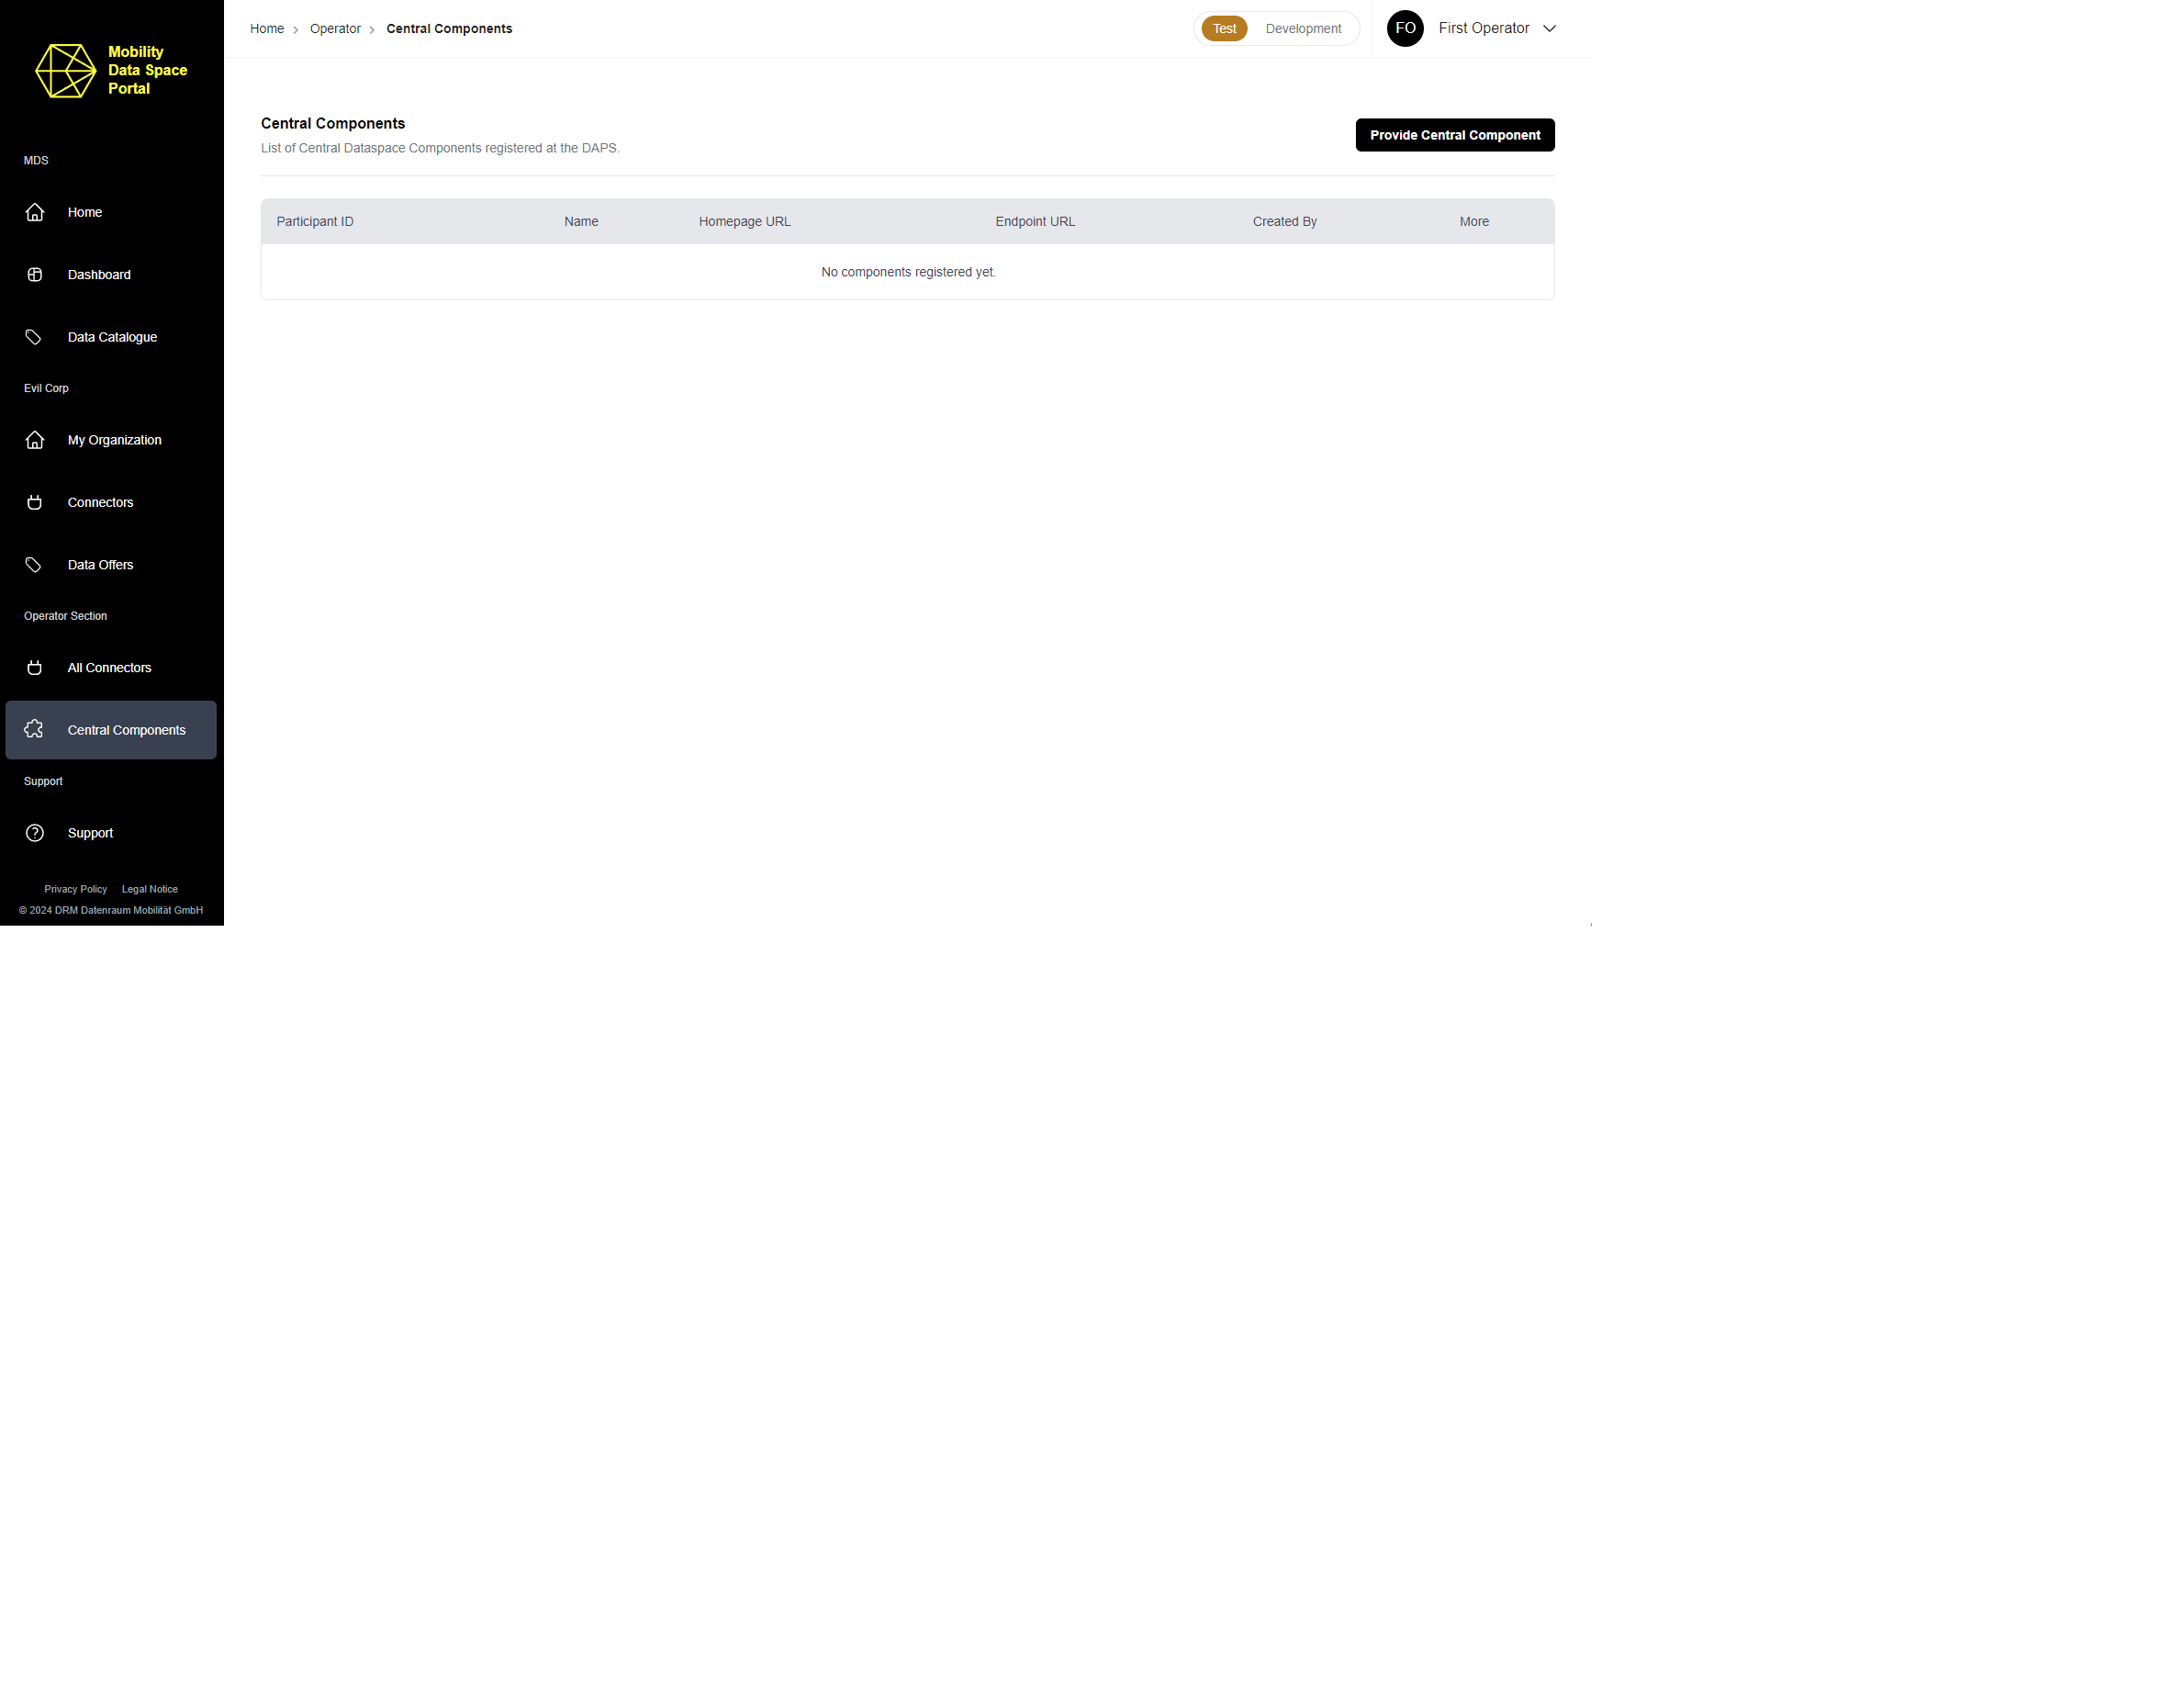 Mobility
Data Space
Portal
MDS
Home
Dashboard
Data Catalogue
Evil Corp
My Organization
Connectors
Data Offers
Operator Section
All Connectors
Central Components
Support
Support
Privacy Policy Legal Notice
© 2024 DRM Datenraum Mobilität GmbH
Home Operator Central Components
Test Development
FO First Operator
Central Components
List of Central Dataspace Components registered at the DAPS.
Provide Central Component
Participant ID Name Homepage URL Endpoint URL Created By More
No components registered yet.